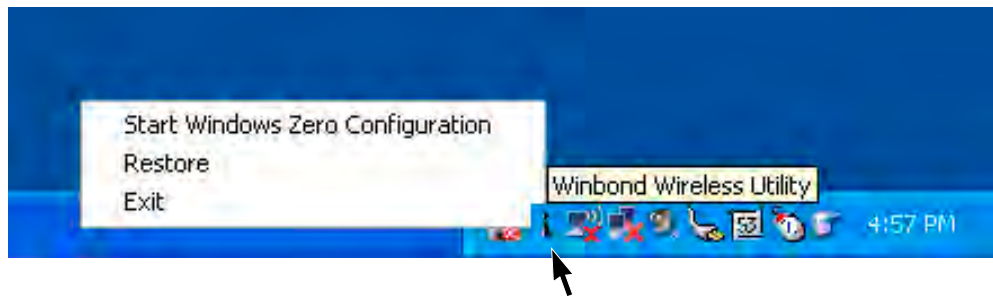 Start Windows Zero Configuration
Restore
Exit
Winbond Wireless Utility
4:57 PM